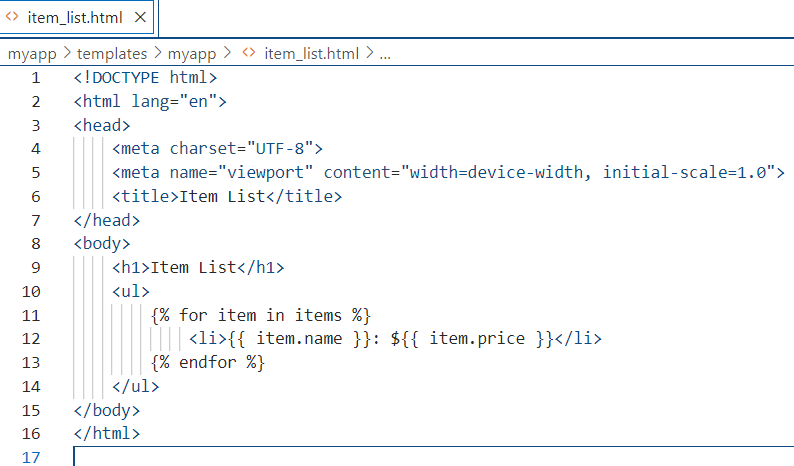 item_list.html
myapp > templates > myapp > item_list.html > ...
1 <!DOCTYPE html>
2 <html lang="en">
3 <head>
4     <meta charset="UTF-8">
5     <meta name="viewport" content="width=device-width, initial-scale=1.0">
6     <title>Item List</title>
7 </head>
8 <body>
9     <h1>Item List</h1>
10     <ul>
11         {% for item in items %}
12             <li>{{ item.name }}: ${{ item.price }}</li>
13         {% endfor %}
14     </ul>
15 </body>
16 </html>
17